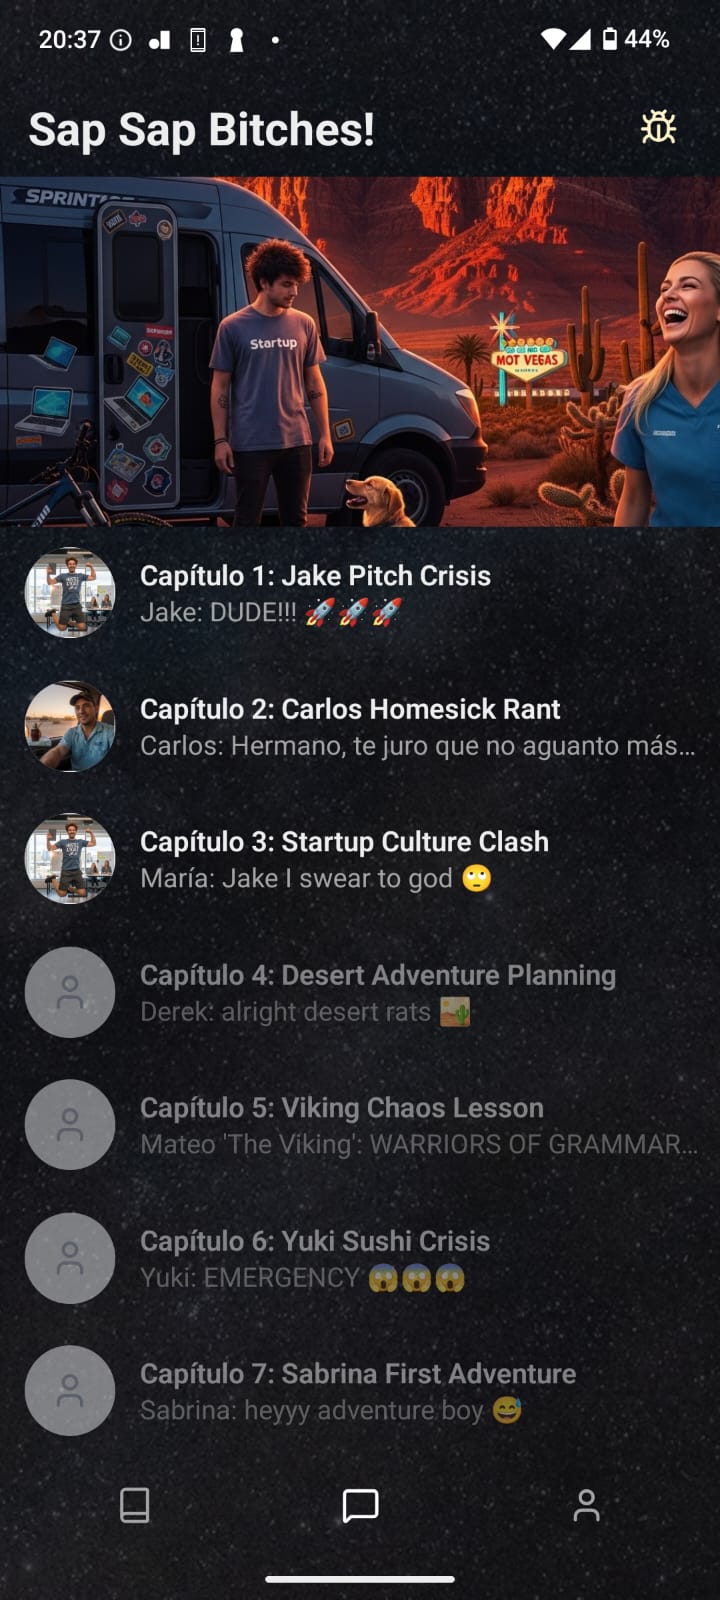 20:37
44%
Sap Sap Bitches!
SPRINT
Startup
MOT VEGAS
Capítulo 1: Jake Pitch Crisis
Jake: DUDE!!! 🚀🚀🚀
Capítulo 2: Carlos Homesick Rant
Carlos: Hermano, te juro que no aguanto más...
Capítulo 3: Startup Culture Clash
María: Jake I swear to god 🙄
Capítulo 4: Desert Adventure Planning
Derek: alright desert rats 🏜️
Capítulo 5: Viking Chaos Lesson
Mateo 'The Viking': WARRIORS OF GRAMMAR...
Capítulo 6: Yuki Sushi Crisis
Yuki: EMERGENCY 😱😱😱
Capítulo 7: Sabrina First Adventure
Sabrina: heyyy adventure boy 😅